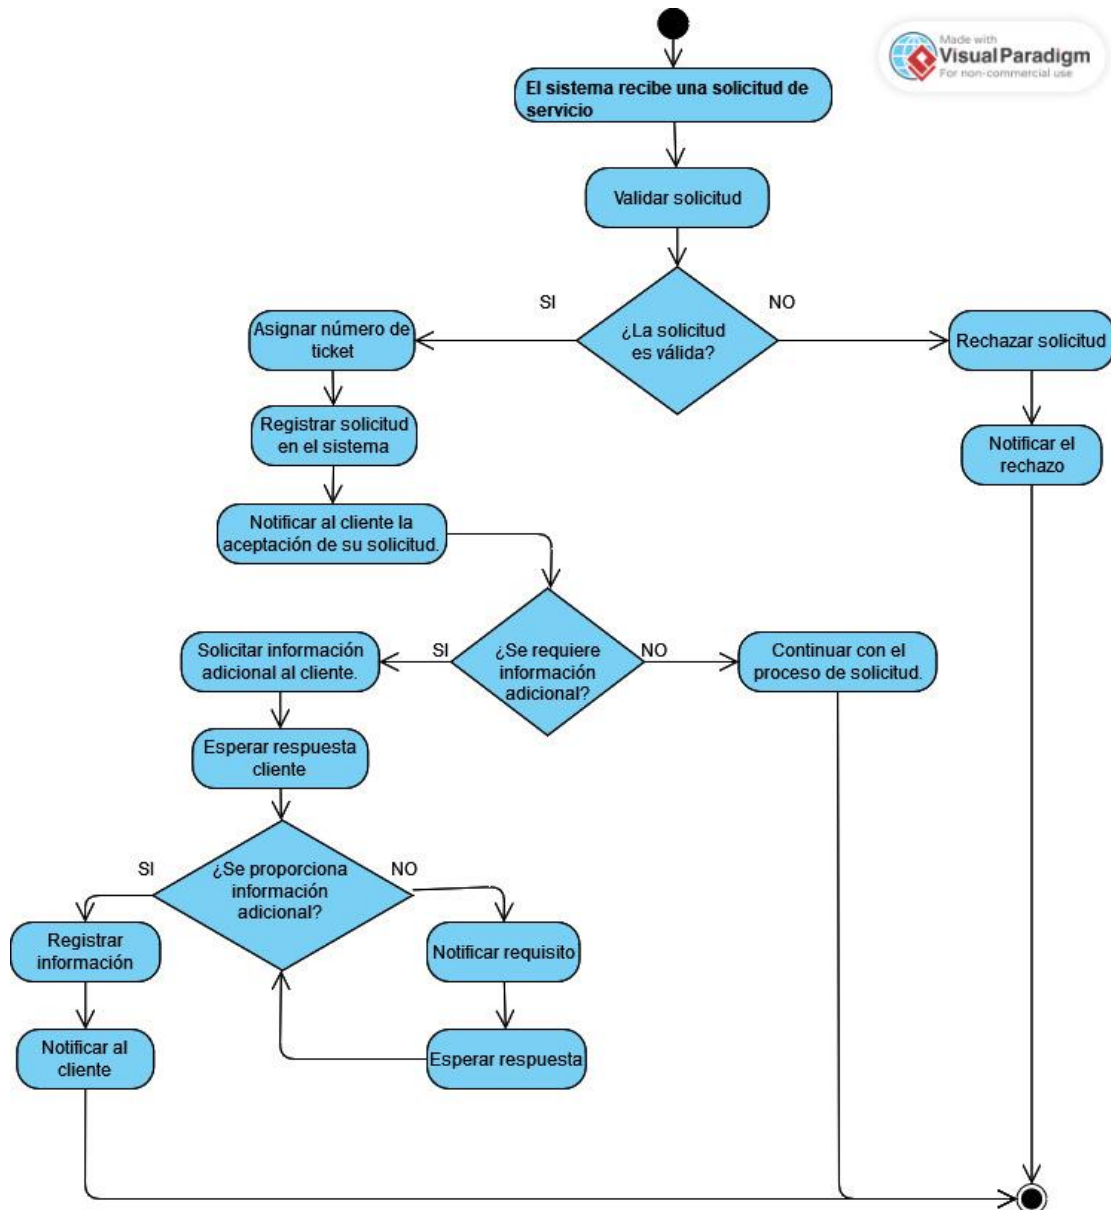 Made with
Visual Paradigm
For non-commercial use
El sistema recibe una solicitud de
servicio
Validar solicitud
SI
NO
¿La solicitud
es válida?
Asignar número de
ticket
Rechazar solicitud
Registrar solicitud
en el sistema
Notificar el
rechazo
Notificar al cliente la
aceptación de su solicitud.
Solicitar información
adicional al cliente.
SI
¿Se requiere
información
adicional?
NO
Continuar con el
proceso de solicitud.
Esperar respuesta
cliente
SI
¿Se proporciona
información
adicional?
NO
Registrar
información
Notificar requisito
Notificar al
cliente
Esperar respuesta